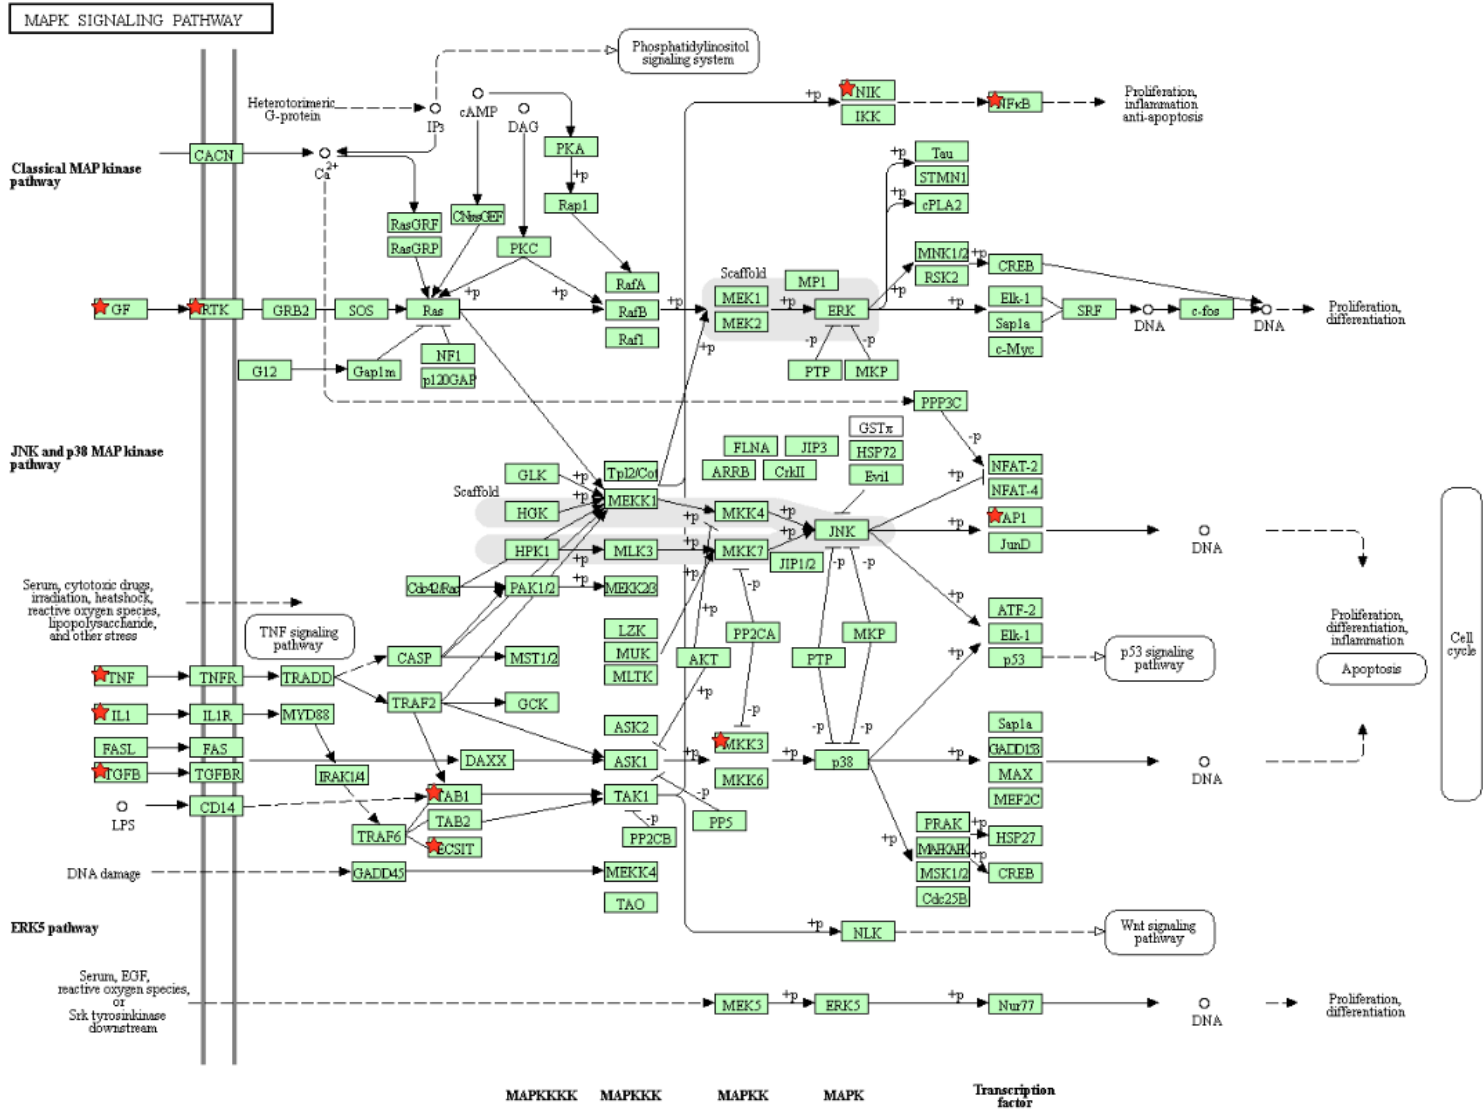 MAPK SIGNALING PATHWAY
Phosphatidylinositol
signaling system
Heterotorimeric
G-protein
IP3
cAMP
DAG
+p
NIK
IKK
NFκB
Proliferation,
inflammation
anti-apoptosis
Classical MAP kinase
pathway
CACN
Ca2+
PKA
+p
Rap1
+p
Tau
STMN1
+p
cPLA2
RasGRF
RasGRP
CNrasGEF
PKC
RafA
Scaffold
MP1
MNK1/2
RSK2
+p
CREB
GF
RTK
GRB2
SOS
Ras
+p
+p
RafB
Raf1
+p
MEK1
MEK2
+p
ERK
+p
+p
Elk-1
Sap1a
c-Myc
SRF
DNA
c-fos
DNA
Proliferation,
differentiation
G12
Gap1m
NF1
p120GAP
+p
-p
-p
PTP
MKP
PPP3C
-p
JNK and p38 MAP kinase
pathway
Scaffold
GLK
HGK
HPK1
+p
+p
Tpl2/Cot
MEKK1
FLNA
JIP3
ARRB
CrkII
GSTπ
HSP72
Evi1
NFAT-2
NFAT-4
+p
+p
MKK4
+p
JNK
+p
AP1
JunD
DNA
+p
MLK3
+p
MKK7
+p
JIP1/2
Cdc42/Rac
PAK1/2
+p
MEKK2/3
-p
-p
-p
+p
Serum, cytotoxic drugs,
irradiation, heatshock,
reactive oxygen species,
lipopolysaccharide,
and other stress
TNF signaling
pathway
LZK
MUK
MLTK
+p
AKT
PP2CA
PTP
MKP
ATF-2
Elk-1
p53
p53 signaling
pathway
Proliferation,
differentiation,
inflammation
Apoptosis
Cell
cycle
TNF
TNFR
TRADD
CASP
MST1/2
+p
IL1
IL1R
MYD88
TRAF2
GCK
+p
-p
-p
-p
FASL
FAS
DAXX
ASK2
ASK1
+p
MKK3
MKK6
+p
p38
+p
Sap1a
GADD153
MAX
MEF2C
DNA
TGFB
TGFBR
IRAK1/4
LPS
CD14
TAB1
TAB2
ECSIT
TRAF6
TAK1
-p
PP2CB
-p
PP5
+p
PRAK
MAPKAPK
MSK1/2
Cdc25B
+p
+p
HSP27
CREB
DNA damage
GADD45
MEKK4
TAO
ERK5 pathway
+p
NLK
Wnt signaling
pathway
Serum, EGF,
reactive oxygen species,
or
Srk tyrosinkinase
downstream
MEK5
+p
ERK5
+p
Nur77
DNA
Proliferation,
differentiation
MAPKKKK
MAPKKK
MAPKK
MAPK
Transcription
factor